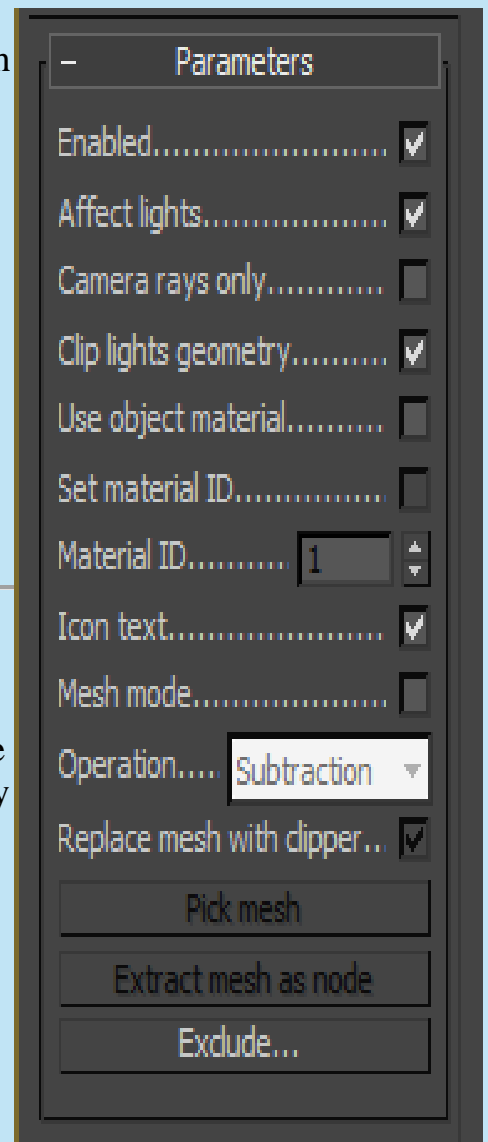 n
– Parameters
Enabled.......................
Affect lights...................
Camera rays only............
Clip lights geometry..........
Use object material..........
Set material ID................
Material ID........... 1
Icon text......................
Mesh mode....................
e
Operation..... Subtraction
y
Replace mesh with clipper...
Pick mesh
Extract mesh as node
Exclude...